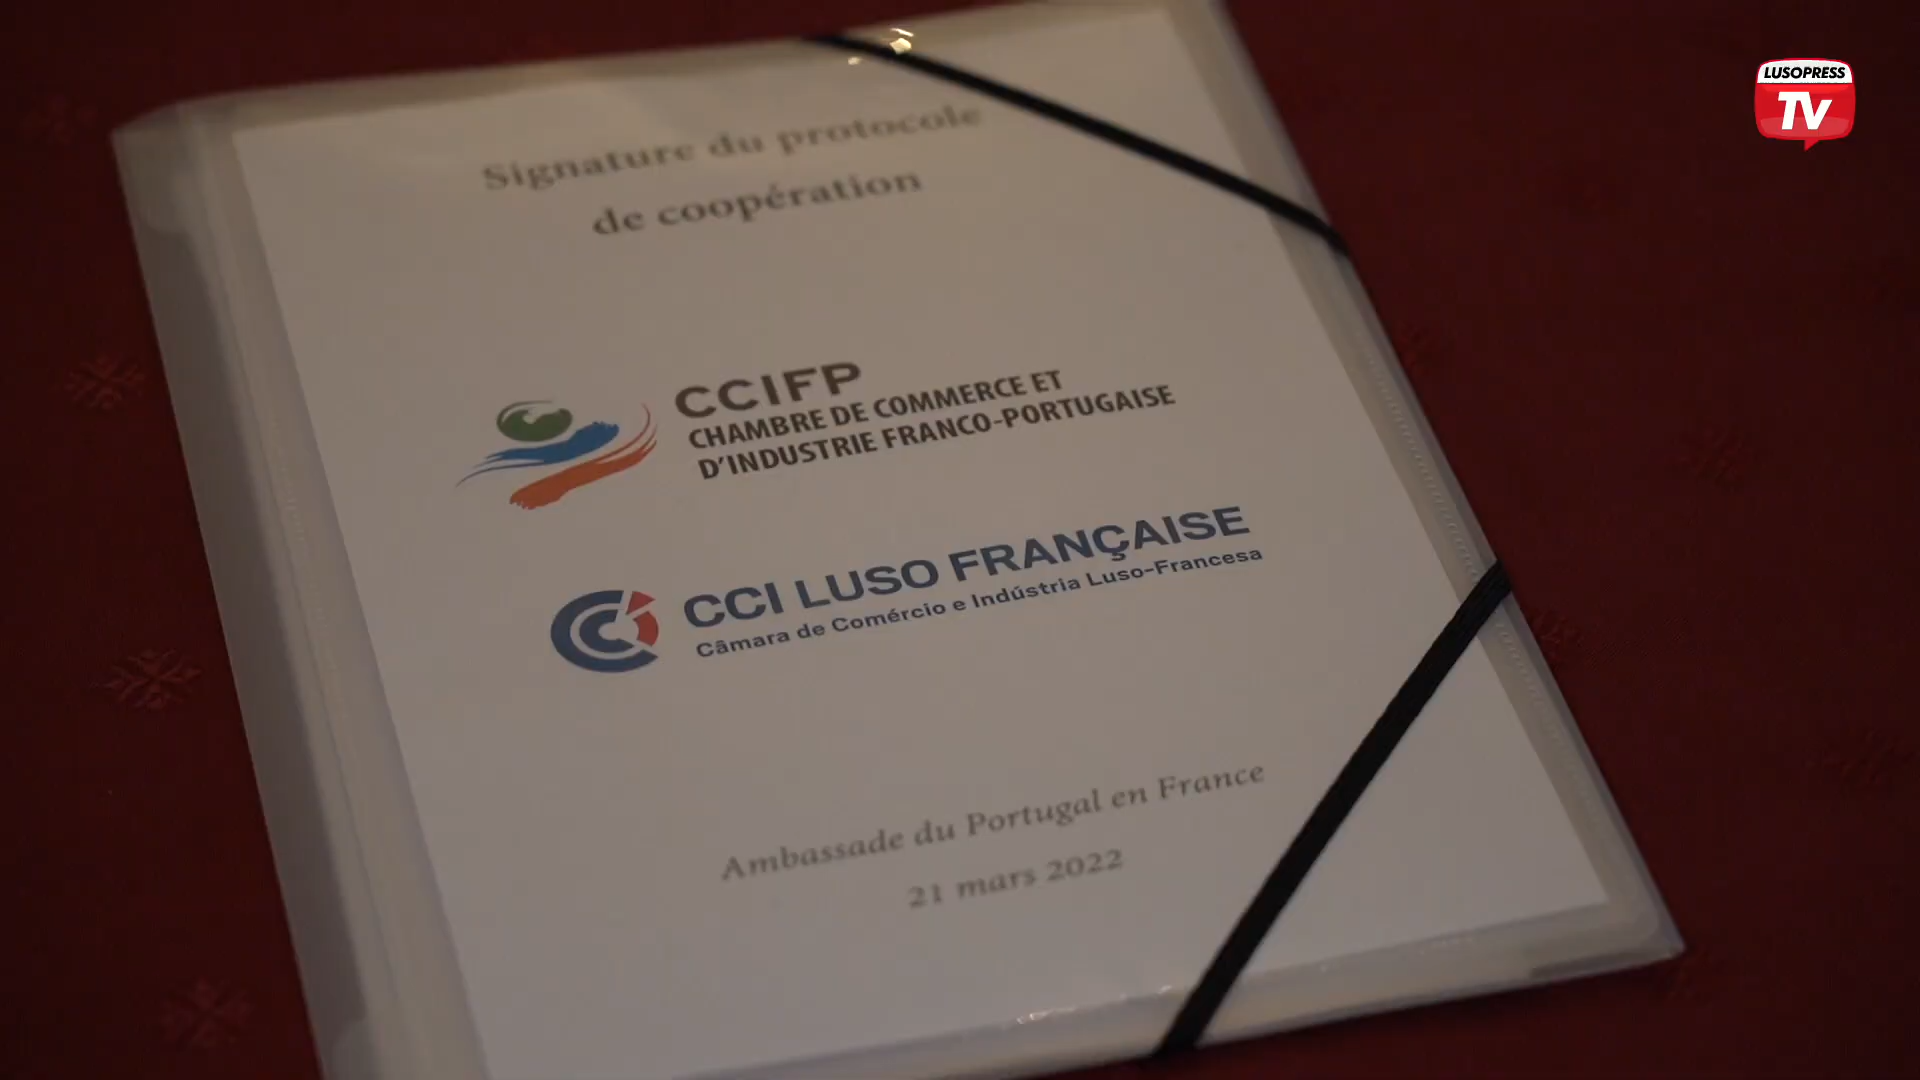 LUSOPRESS
TV
Signature du protocole
de coopération
CCIFP
CHAMBRE DE COMMERCE ET
D'INDUSTRIE FRANCO-PORTUGAISE
CCI LUSO FRANÇAISE
Câmara de Comércio e Indústria Luso-Francesa
Ambassade du Portugal en France
21 mars 2022